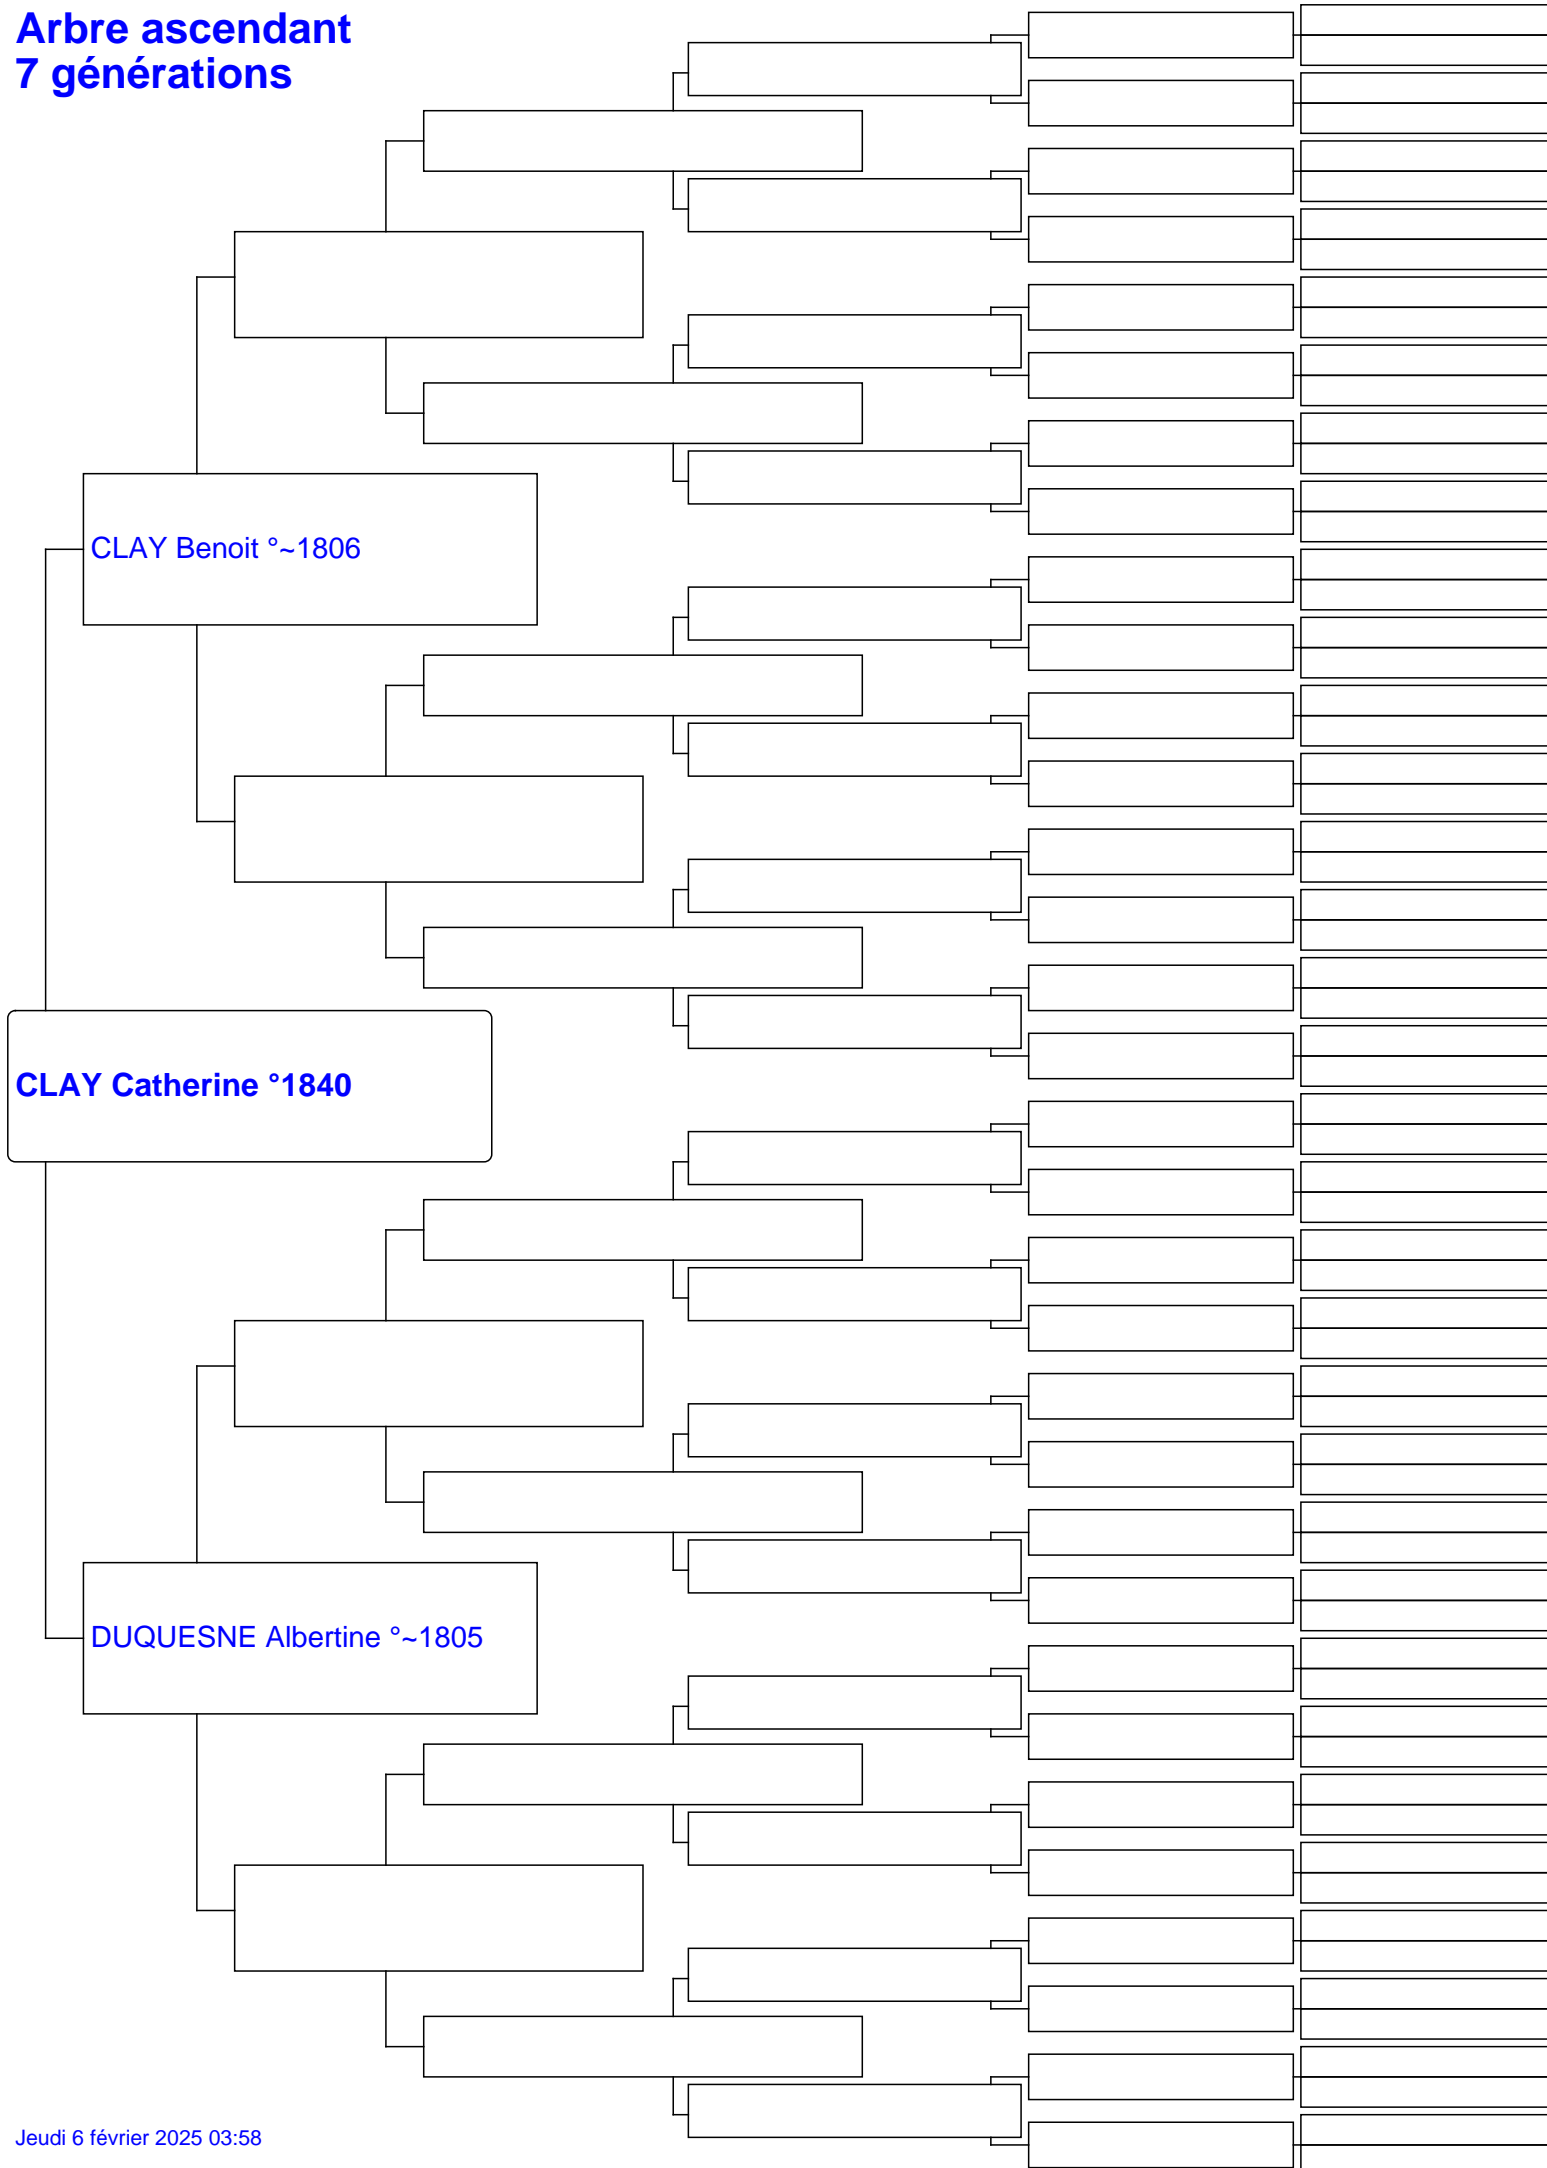 Arbre ascendant
7 générations
CLAY Benoit °~1806
CLAY Catherine °1840
DUQUESNE Albertine °~1805
Jeudi 6 février 2025 03:58